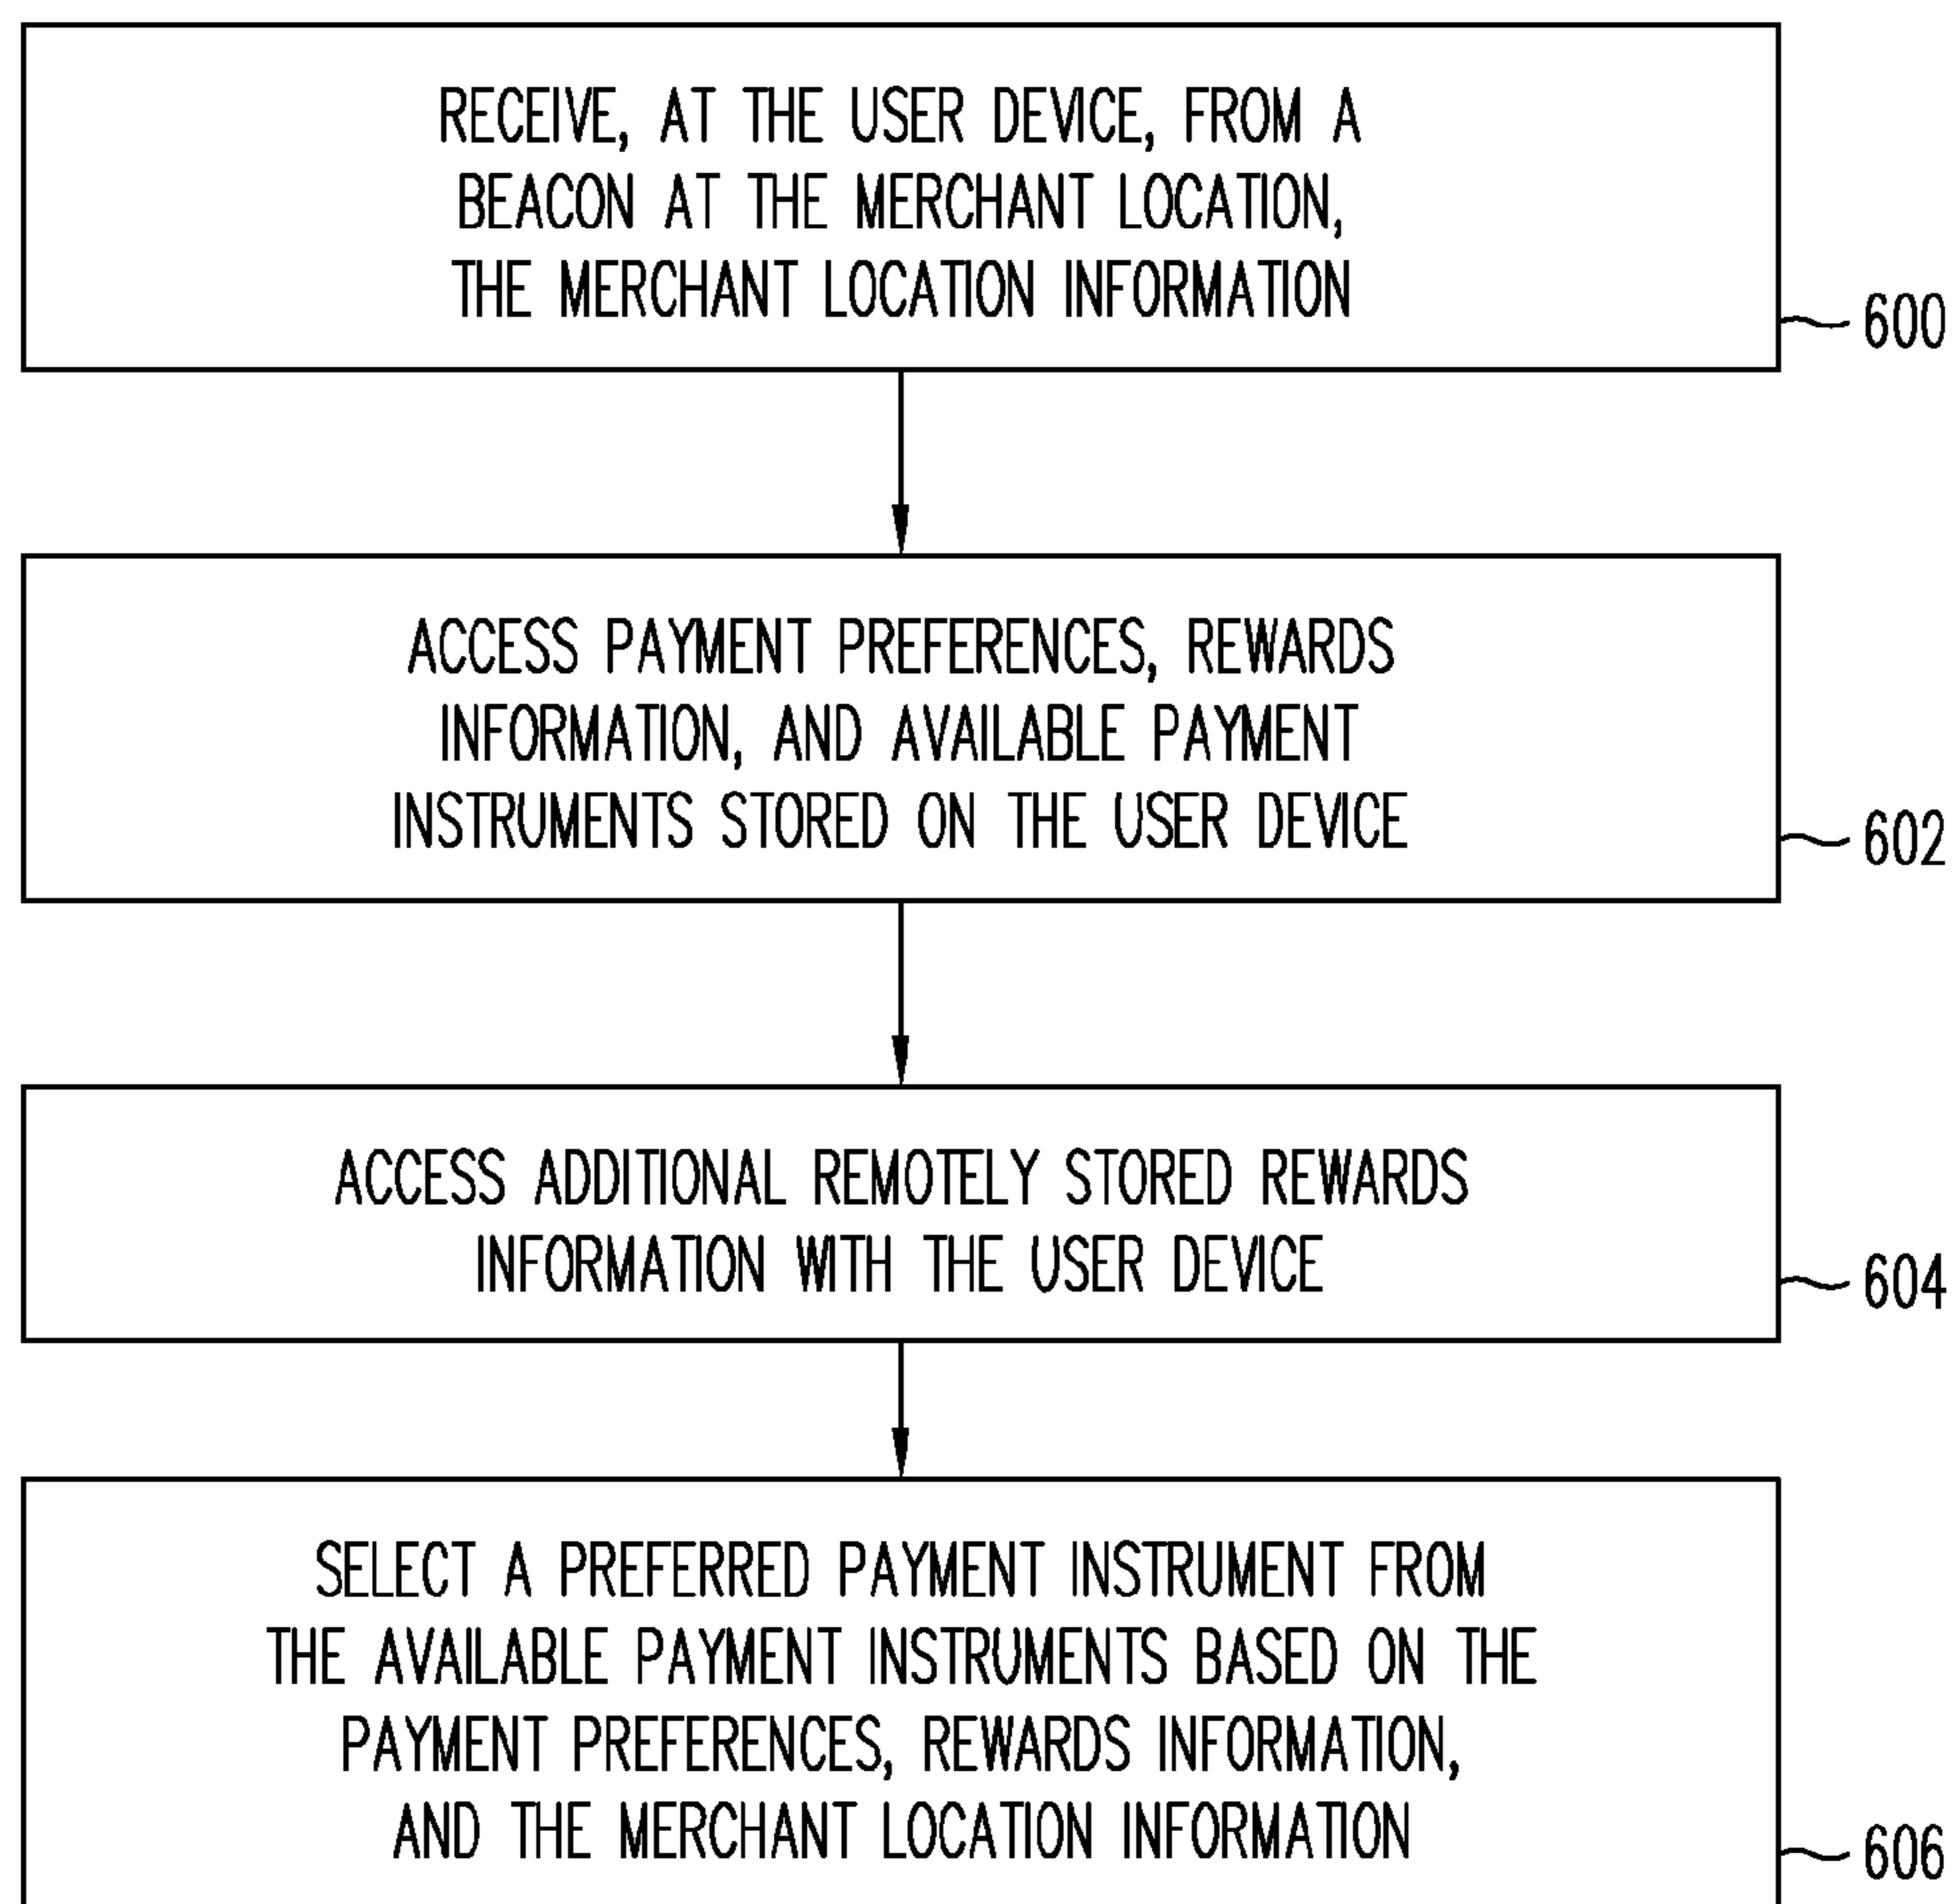 RECEIVE, AT THE USER DEVICE, FROM A
BEACON AT THE MERCHANT LOCATION,
THE MERCHANT LOCATION INFORMATION
600
ACCESS PAYMENT PREFERENCES, REWARDS
INFORMATION, AND AVAILABLE PAYMENT
INSTRUMENTS STORED ON THE USER DEVICE
602
ACCESS ADDITIONAL REMOTELY STORED REWARDS
INFORMATION WITH THE USER DEVICE
604
SELECT A PREFERRED PAYMENT INSTRUMENT FROM
THE AVAILABLE PAYMENT INSTRUMENTS BASED ON THE
PAYMENT PREFERENCES, REWARDS INFORMATION,
AND THE MERCHANT LOCATION INFORMATION
606